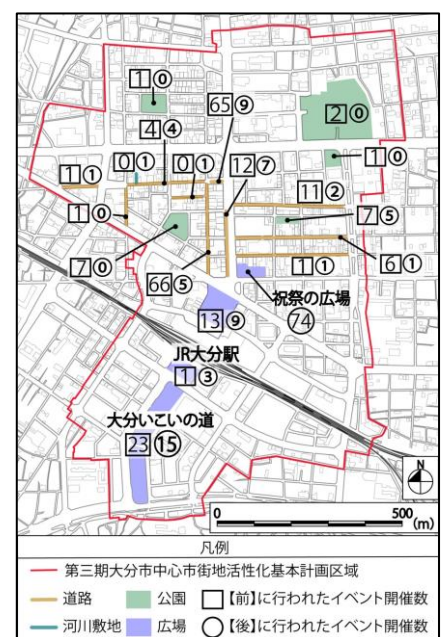 1 0
65 9
2 0
4 4
0 1
0 1
12 7
1 0
1 1
11 2
1 0
7 5
7 0
66 5
1 1
6 1
祝祭の広場
74
13 9
JR大分駅
1 3
大分いこいの道
23 15
N
0 500
(m)
凡例
第三期大分市中心市街地活性化基本計画区域
道路 公園 【前】に行われたイベント開催数
河川敷地 広場 【後】に行われたイベント開催数